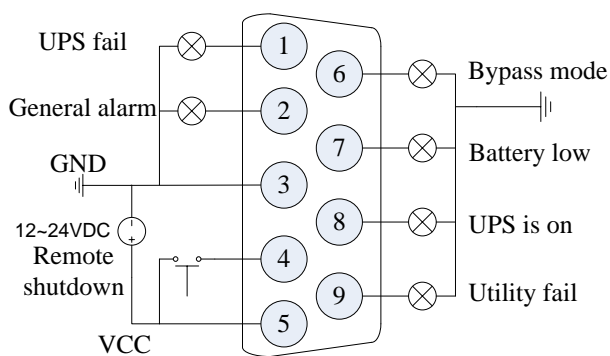 UPS fail
1
6
Bypass mode
General alarm
2
7
Battery low
GND
3
12~24VDC
- +
Remote
shutdown
8
UPS is on
4
9
Utility fail
VCC
5